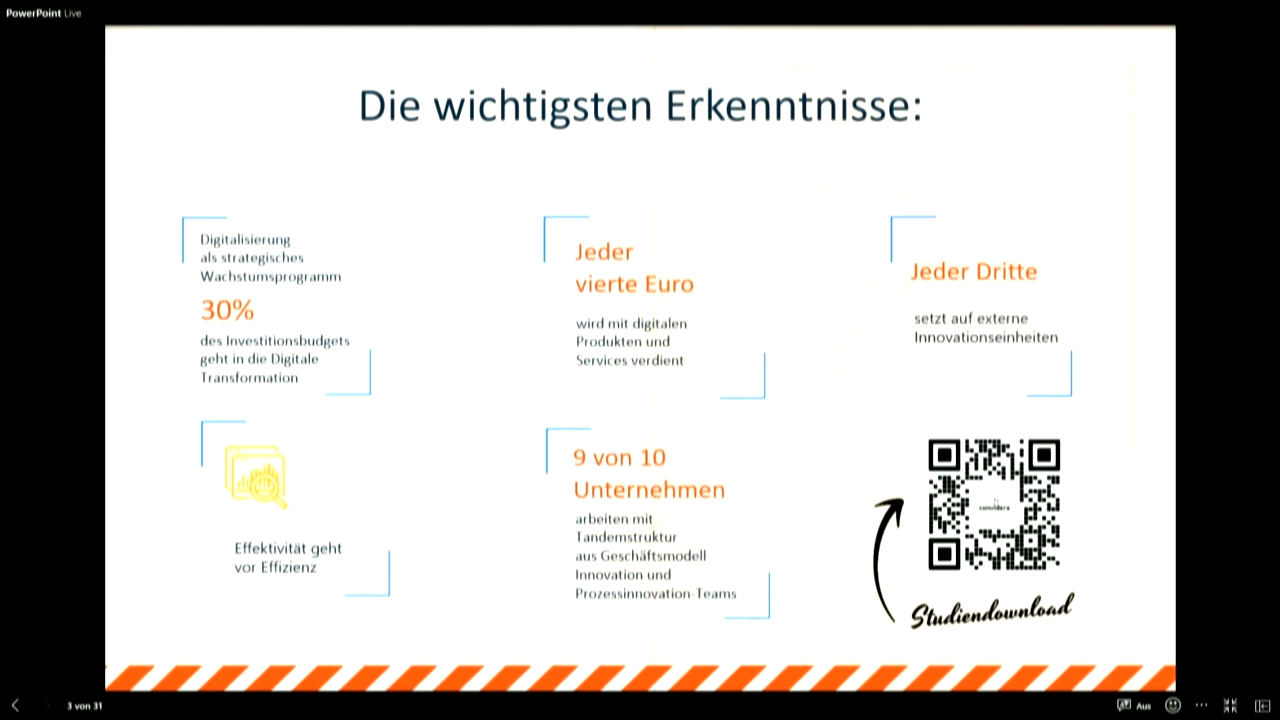 PowerPoint Live
Die wichtigsten Erkenntnisse:
Digitalisierung
als strategisches
Wachstumsprogramm
30%
des Investitionsbudgets
geht in die Digitale
Transformation
Jeder
vierte Euro
wird mit digitalen
Produkten und
Services verdient
Jeder Dritte
setzt auf externe
Innovationseinheiten
Effektivität geht
vor Effizienz
9 von 10
Unternehmen
arbeiten mit
Tandemstruktur
aus Geschäftsmodell
Innovation und
Prozessinnovation-Teams
convidera
Studiendownload
3 von 31
Aus